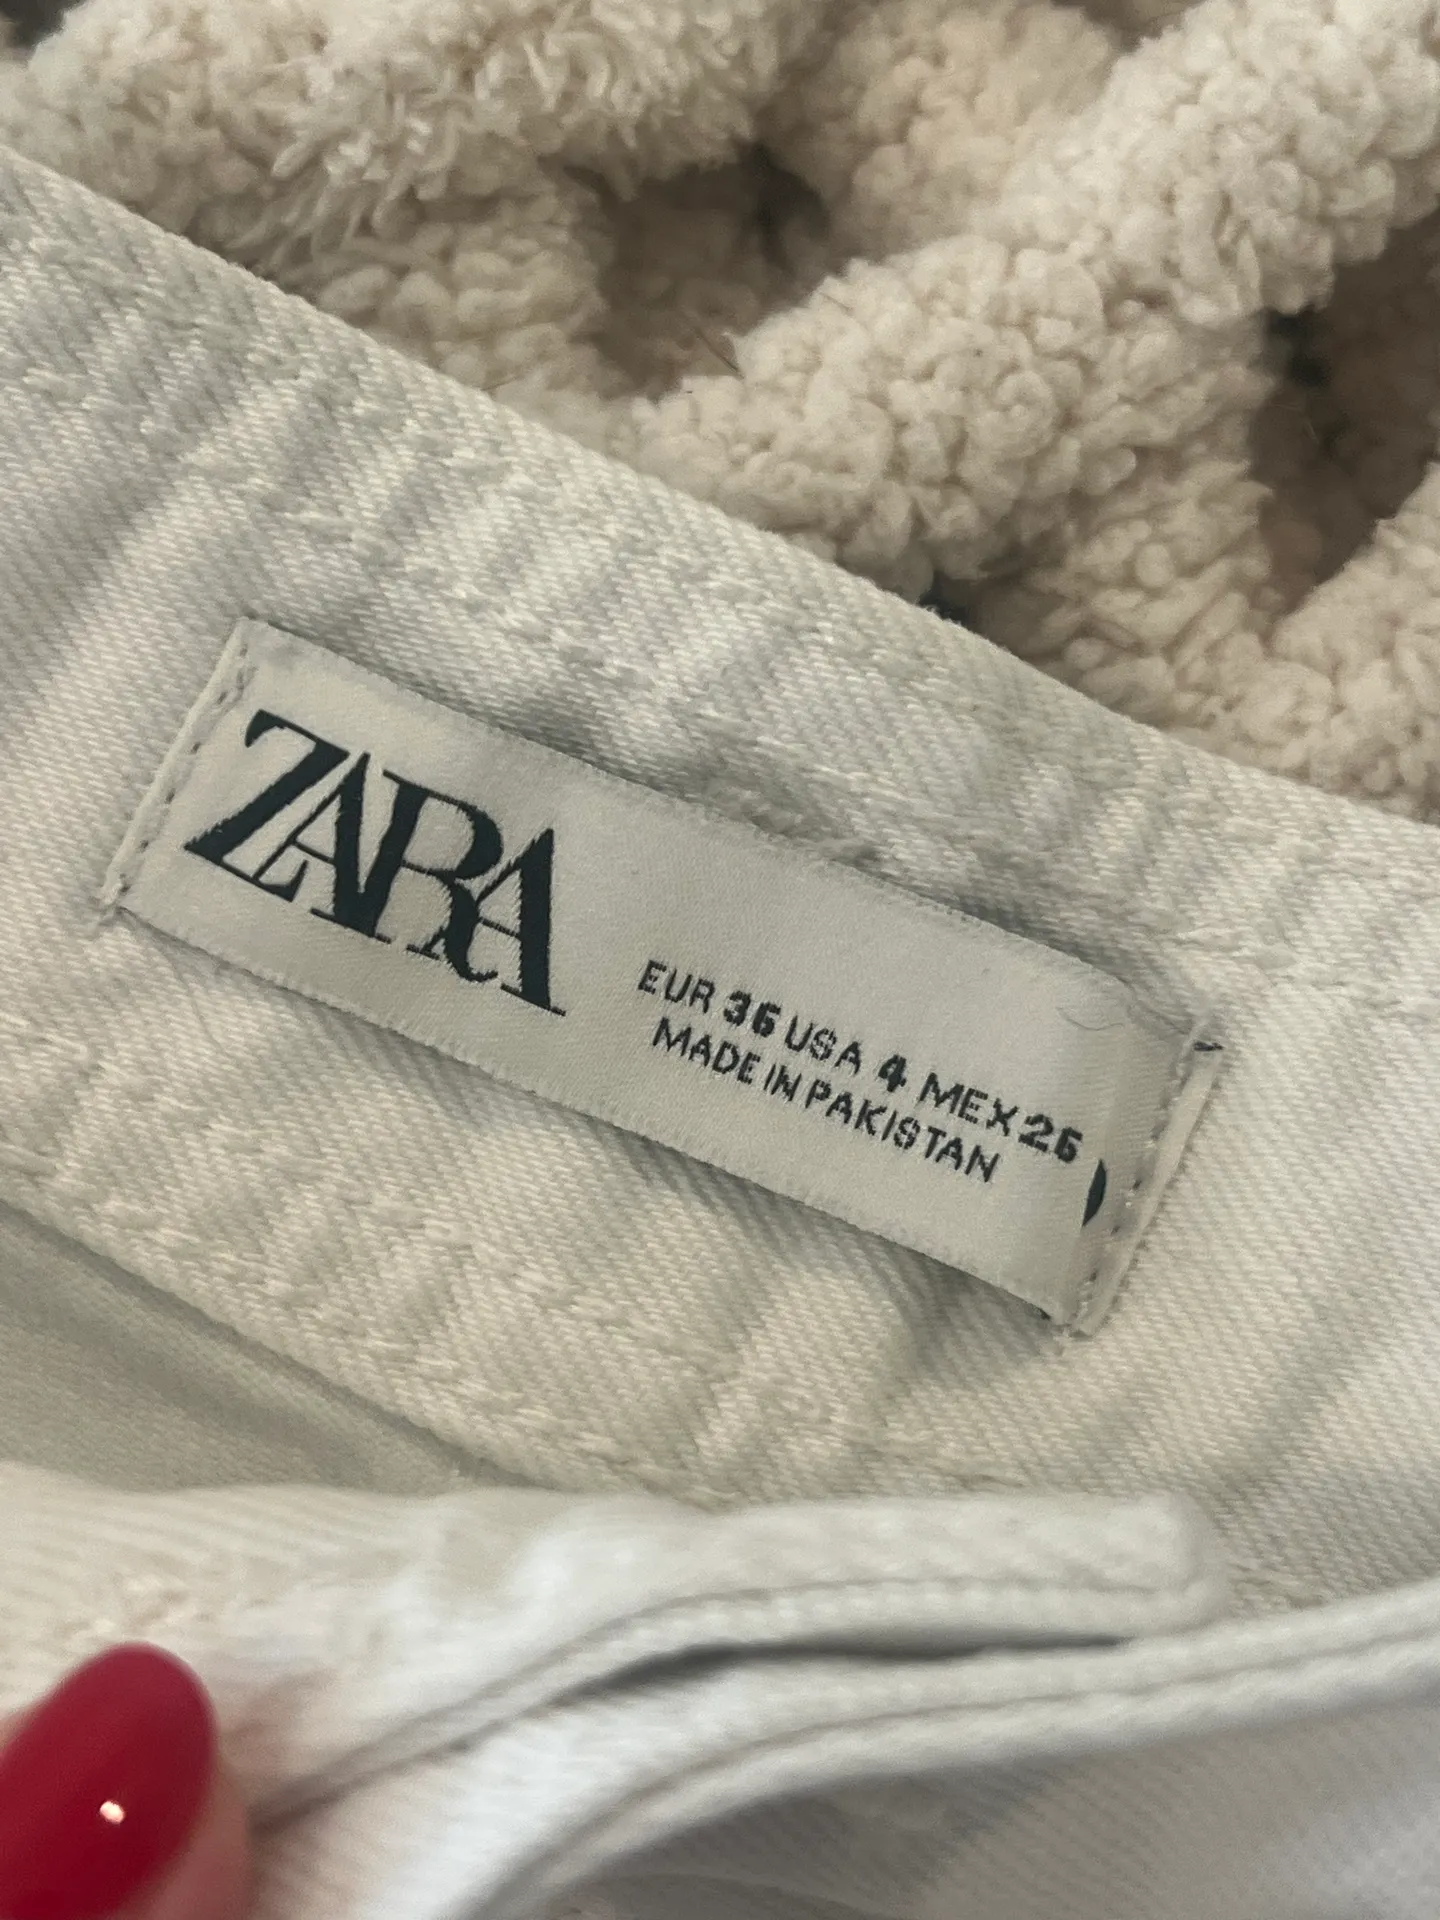 ZARA
EUR 36 USA 4 MEX 26
MADE IN PAKISTAN